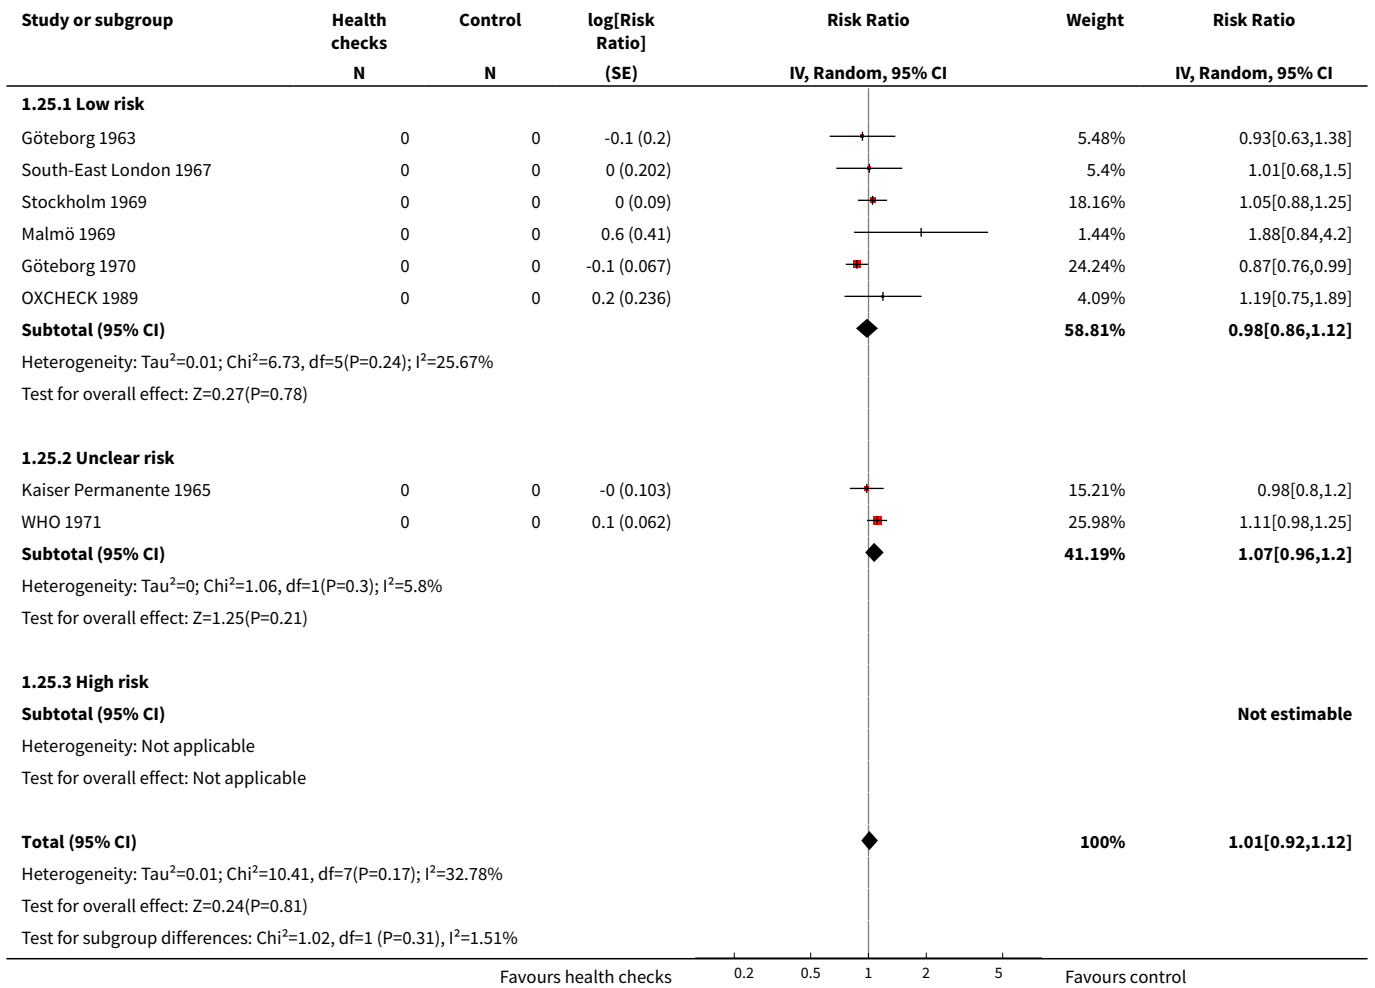 Study or subgroup Health checks Control log[Risk Ratio] Risk Ratio Weight Risk Ratio
N N (SE) IV, Random, 95% CI IV, Random, 95% CI
1.25.1 Low risk
Göteborg 1963 0 0 -0.1 (0.2) 5.48% 0.93[0.63,1.38]
South-East London 1967 0 0 0 (0.202) 5.4% 1.01[0.68,1.5]
Stockholm 1969 0 0 0 (0.09) 18.16% 1.05[0.88,1.25]
Malmö 1969 0 0 0.6 (0.41) 1.44% 1.88[0.84,4.2]
Göteborg 1970 0 0 -0.1 (0.067) 24.24% 0.87[0.76,0.99]
OXCHECK 1989 0 0 0.2 (0.236) 4.09% 1.19[0.75,1.89]
Subtotal (95% CI) 58.81% 0.98[0.86,1.12]
Heterogeneity: Tau²=0.01; Chi²=6.73, df=5(P=0.24); I²=25.67%
Test for overall effect: Z=0.27(P=0.78)
1.25.2 Unclear risk
Kaiser Permanente 1965 0 0 -0 (0.103) 15.21% 0.98[0.8,1.2]
WHO 1971 0 0 0.1 (0.062) 25.98% 1.11[0.98,1.25]
Subtotal (95% CI) 41.19% 1.07[0.96,1.2]
Heterogeneity: Tau²=0; Chi²=1.06, df=1(P=0.3); I²=5.8%
Test for overall effect: Z=1.25(P=0.21)
1.25.3 High risk
Subtotal (95% CI) Not estimable
Heterogeneity: Not applicable
Test for overall effect: Not applicable
Total (95% CI) 100% 1.01[0.92,1.12]
Heterogeneity: Tau²=0.01; Chi²=10.41, df=7(P=0.17); I²=32.78%
Test for overall effect: Z=0.24(P=0.81)
Test for subgroup differences: Chi²=1.02, df=1 (P=0.31), I²=1.51%
Favours health checks 0.2 0.5 1 2 5 Favours control